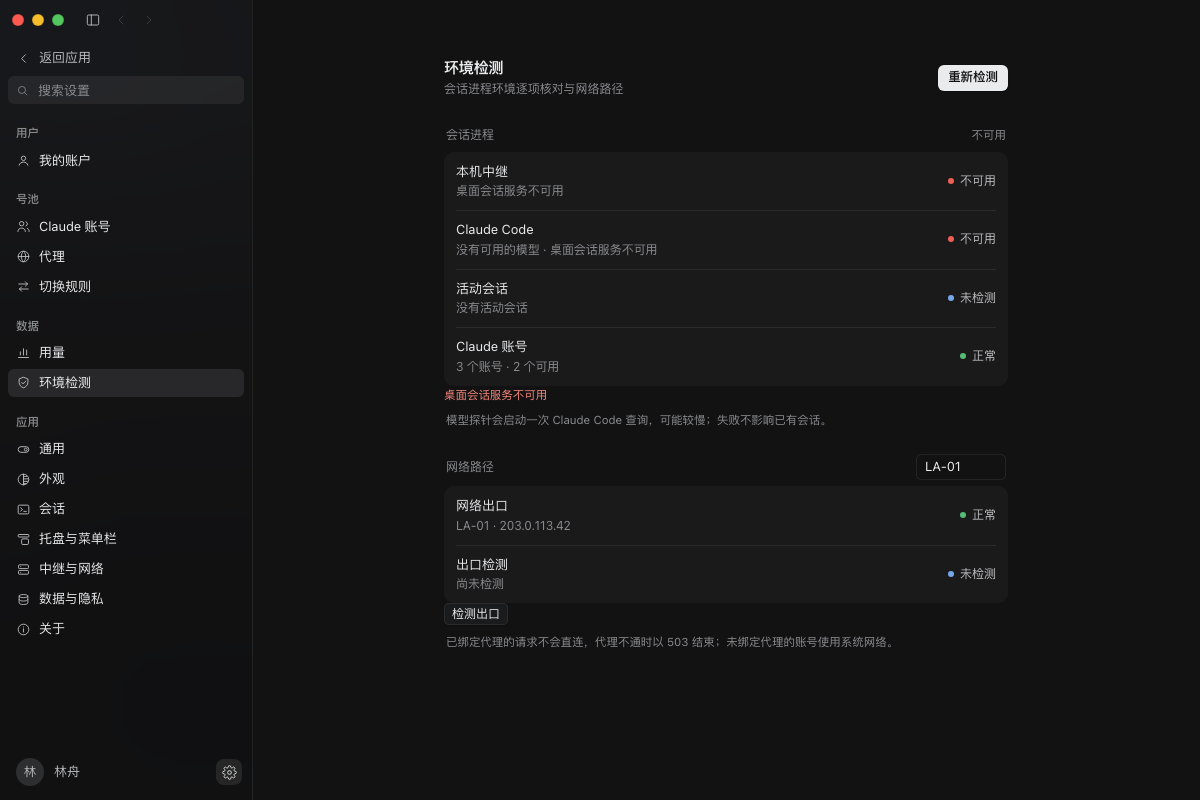 返回应用
搜索设置
用户
我的账户
号池
Claude 账号
代理
切换规则
数据
用量
环境检测
应用
通用
外观
会话
托盘与菜单栏
中继与网络
数据与隐私
关于
林 林舟
环境检测
会话进程环境逐项核对与网络路径
重新检测
会话进程 不可用
本机中继
桌面会话服务不可用
不可用
Claude Code
没有可用的模型 · 桌面会话服务不可用
不可用
活动会话
没有活动会话
未检测
Claude 账号
3 个账号 · 2 个可用
正常
桌面会话服务不可用
模型探针会启动一次 Claude Code 查询，可能较慢；失败不影响已有会话。
网络路径 LA-01
网络出口
LA-01 · 203.0.113.42
正常
出口检测
尚未检测
未检测
检测出口
已绑定代理的请求不会直连，代理不通时以 503 结束；未绑定代理的账号使用系统网络。